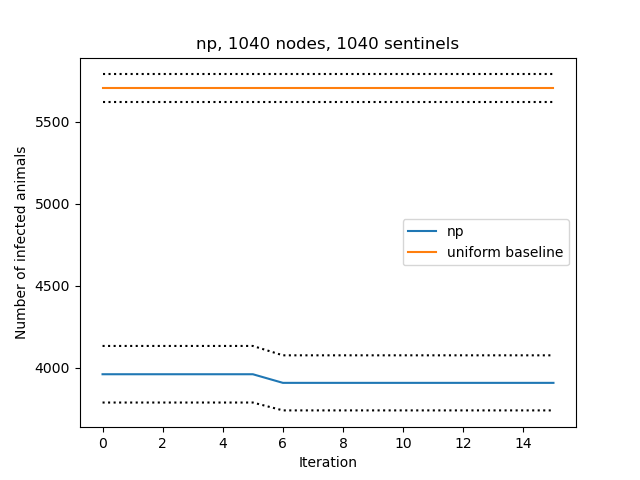 np, 1040 nodes, 1040 sentinels
5500
5000
4500
4000
Number of infected animals
np
uniform baseline
0 2 4 6 8 10 12 14
Iteration